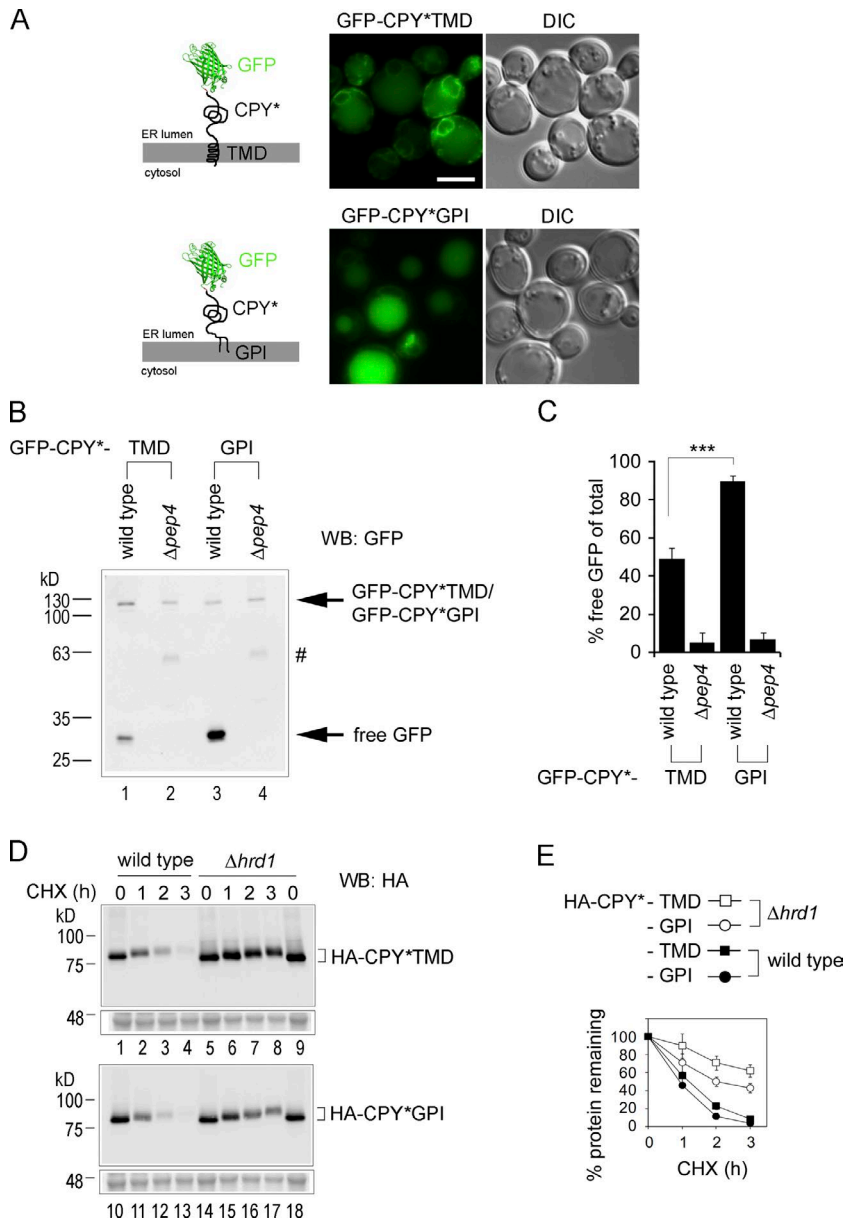 A
GFP-CPY*TMD
DIC
GFP
CPY*
ER lumen
TMD
cytosol
GFP-CPY*GPI
DIC
GFP
CPY*
ER lumen
GPI
cytosol
B
GFP-CPY*-
TMD
GPI
wild type
Δpep4
wild type
Δpep4
WB: GFP
kD
130
100
63
35
25
GFP-CPY*TMD/
GFP-CPY*GPI
#
free GFP
1 2 3 4
C
***
% free GFP of total
100
80
60
40
20
0
wild type
Δpep4
wild type
Δpep4
GFP-CPY*-
TMD
GPI
D
wild type
Δhrd1
CHX (h) 0 1 2 3 0 1 2 3 0
WB: HA
kD
100
75
HA-CPY*TMD
48
1 2 3 4 5 6 7 8 9
kD
100
75
HA-CPY*GPI
48
10 11 12 13 14 15 16 17 18
E
HA-CPY*- TMD
- GPI
Δhrd1
- TMD
- GPI
wild type
% protein remaining
100
80
60
40
20
0
0 1 2 3
CHX (h)